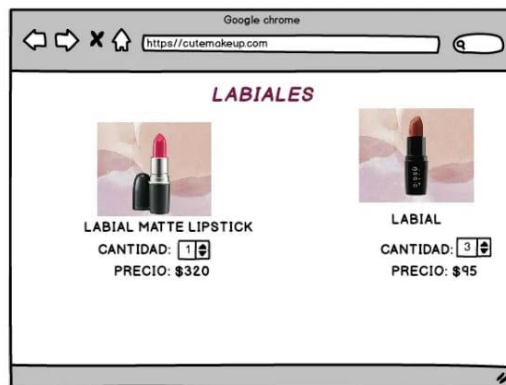 Google chrome
https//cutemakeup.com
LABIALES
LABIAL MATTE LIPSTICK
CANTIDAD: 1
PRECIO: $320
LABIAL
CANTIDAD: 3
PRECIO: $95